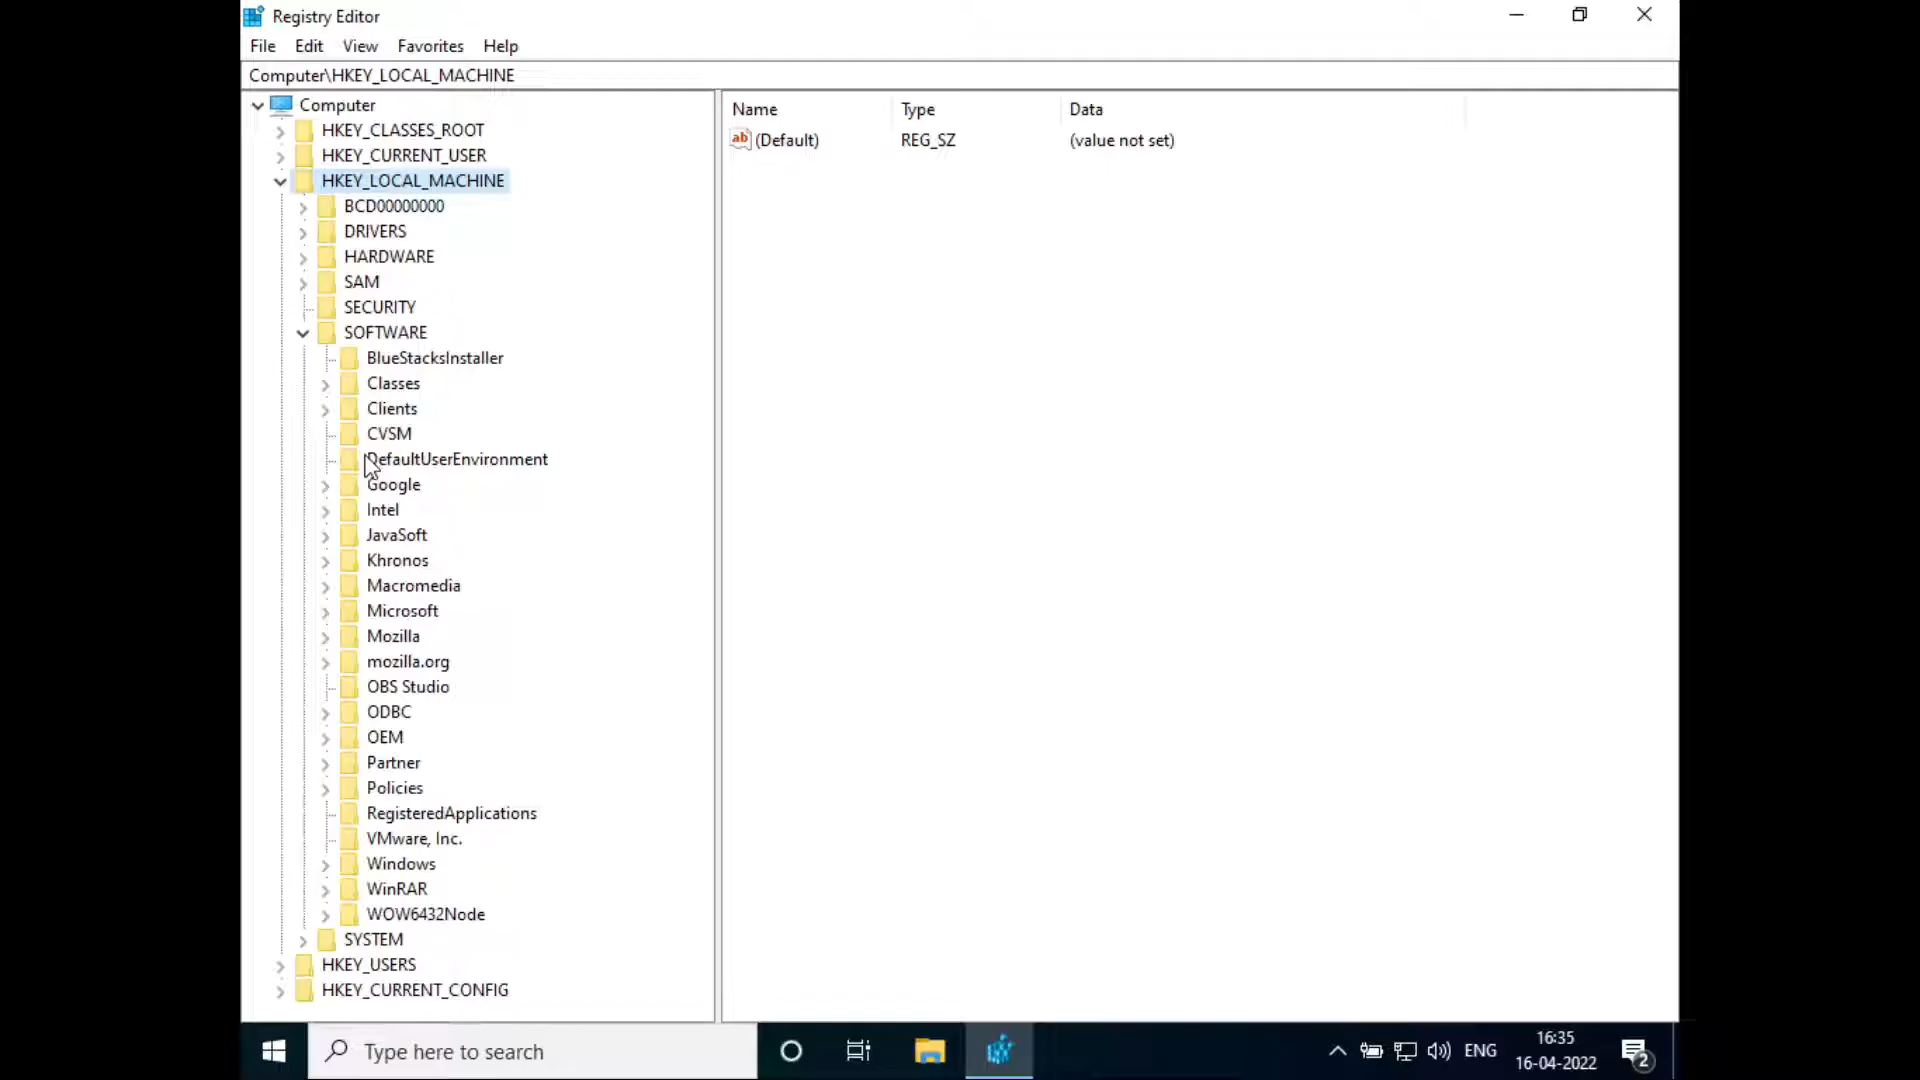 Registry Editor
File Edit View Favorites Help
Computer\HKEY_LOCAL_MACHINE
Computer
HKEY_CLASSES_ROOT
HKEY_CURRENT_USER
HKEY_LOCAL_MACHINE
BCD00000000
DRIVERS
HARDWARE
SAM
SECURITY
SOFTWARE
BlueStacksInstaller
Classes
Clients
CVSM
DefaultUserEnvironment
Google
Intel
JavaSoft
Khronos
Macromedia
Microsoft
Mozilla
mozilla.org
OBS Studio
ODBC
OEM
Partner
Policies
RegisteredApplications
VMware, Inc.
Windows
WinRAR
WOW6432Node
SYSTEM
HKEY_USERS
HKEY_CURRENT_CONFIG
Name Type Data
ab (Default) REG_SZ (value not set)
Type here to search
ENG
16:35
16-04-2022
2